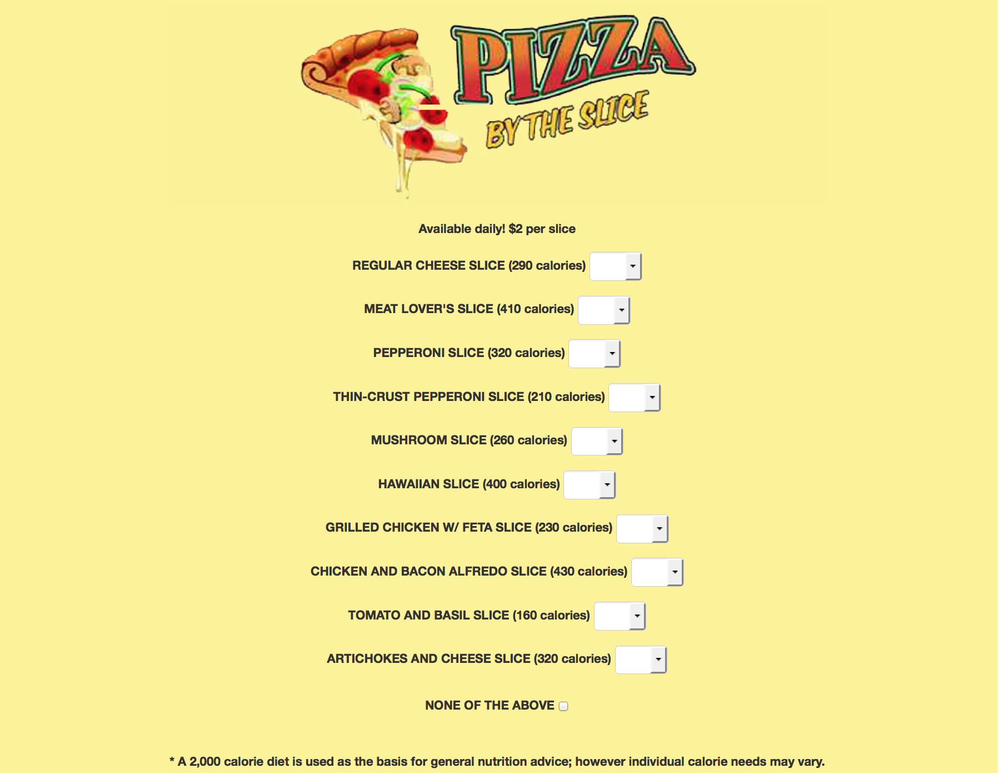 PIZZA
BY THE SLICE
Available daily! $2 per slice
REGULAR CHEESE SLICE (290 calories)
MEAT LOVER'S SLICE (410 calories)
PEPPERONI SLICE (320 calories)
THIN-CRUST PEPPERONI SLICE (210 calories)
MUSHROOM SLICE (260 calories)
HAWAIIAN SLICE (400 calories)
GRILLED CHICKEN W/ FETA SLICE (230 calories)
CHICKEN AND BACON ALFREDO SLICE (430 calories)
TOMATO AND BASIL SLICE (160 calories)
ARTICHOKES AND CHEESE SLICE (320 calories)
NONE OF THE ABOVE
* A 2,000 calorie diet is used as the basis for general nutrition advice; however individual calorie needs may vary.